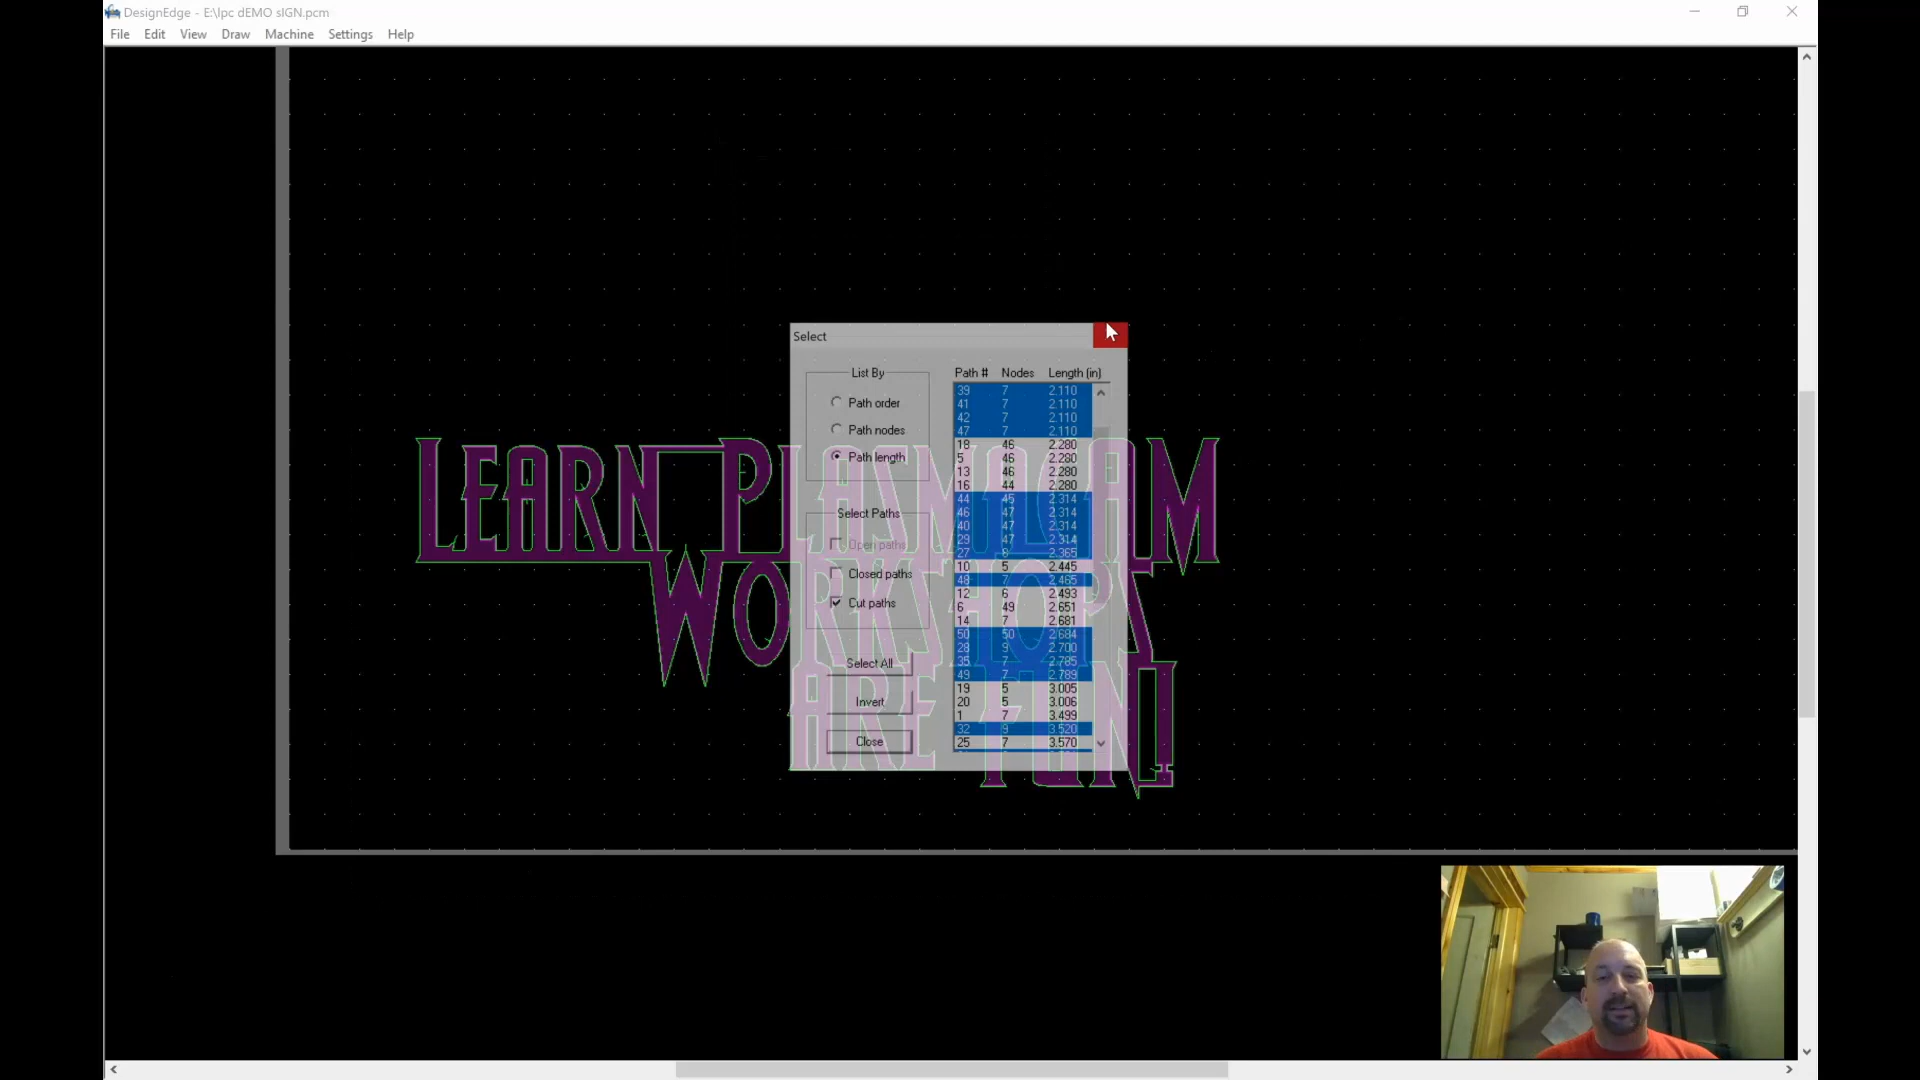 DesignEdge - E:\lpc dEMO sIGN.pcm
File Edit View Draw Machine Settings Help
LEARN PLASMACAM
WORKSHOPS
ARE FUN!
Select
List By
Path order
Path nodes
Path length
Select Paths
Open paths
Closed paths
Cut paths
Select All
Invert
Close
Path # Nodes Length (in)
39 7 2.110
41 7 2.110
42 7 2.110
47 7 2.110
18 46 2.280
5 46 2.280
13 46 2.280
16 44 2.280
44 45 2.314
46 47 2.314
40 47 2.314
29 47 2.314
27 8 2.365
10 5 2.445
48 7 2.465
12 6 2.493
6 49 2.651
14 7 2.681
50 50 2.684
28 9 2.700
35 7 2.785
49 7 2.789
19 5 3.005
20 5 3.006
1 7 3.499
32 9 3.520
25 7 3.570